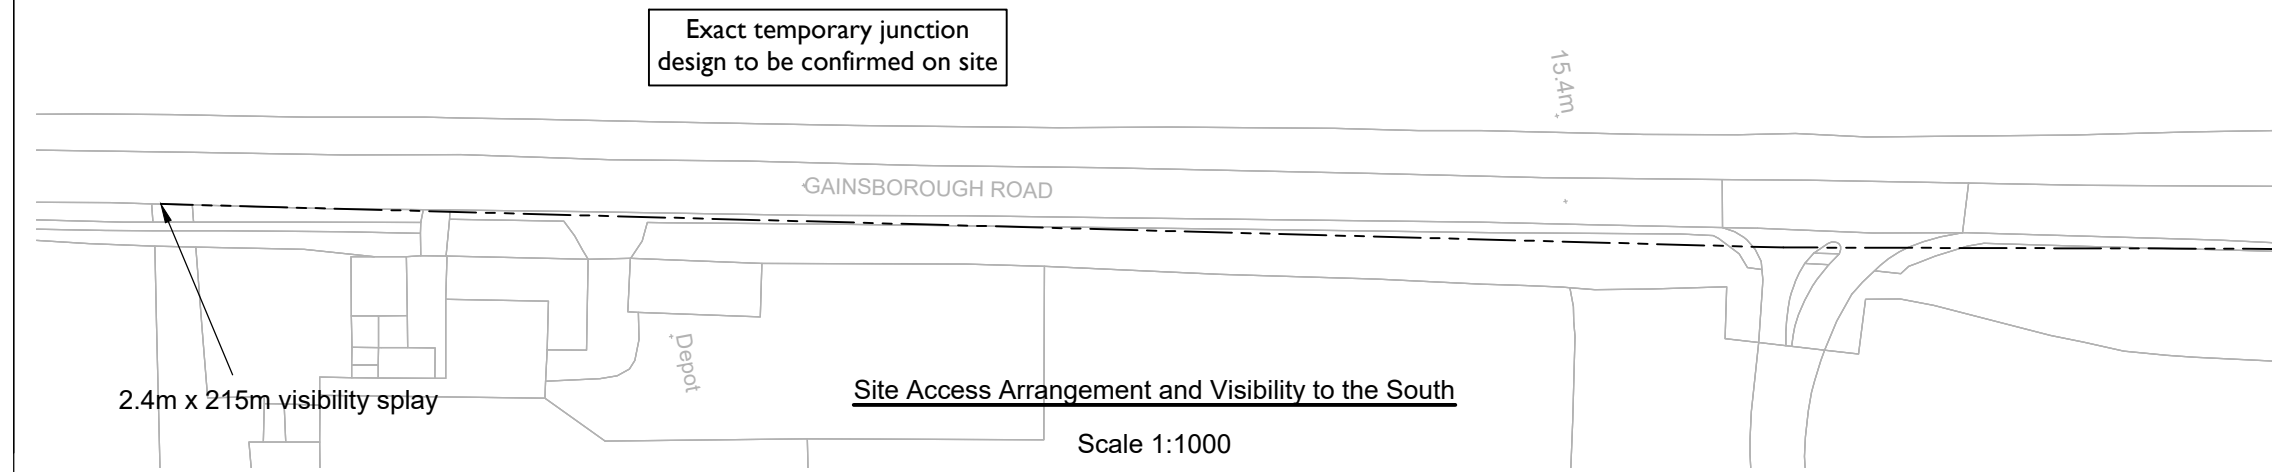 Exact temporary junction
design to be confirmed on site
15.4m
GAINSBOROUGH ROAD
Depot
2.4m x 215m visibility splay
Site Access Arrangement and Visibility to the South
Scale 1:1000